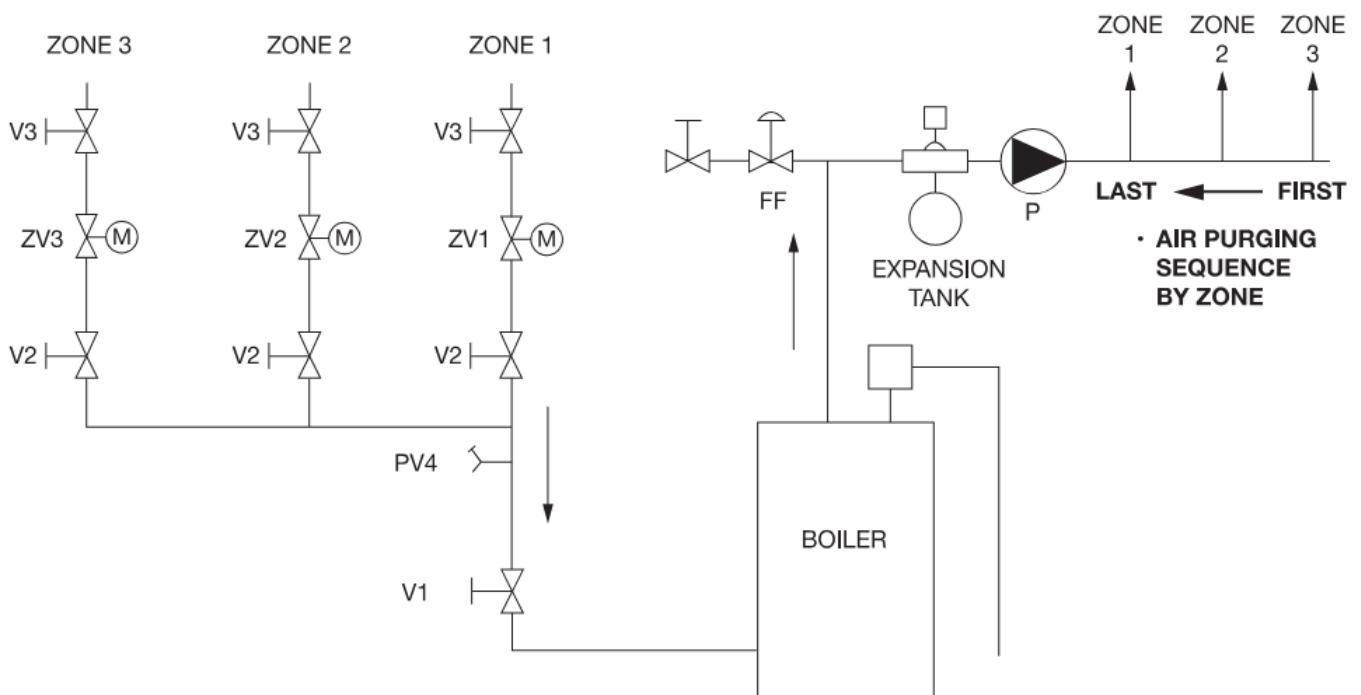 ZONE 3
ZONE 2
ZONE 1
ZONE
1
ZONE
2
ZONE
3
V3
V3
V3
FF
P
LAST
FIRST
ZV3
M
ZV2
M
ZV1
M
EXPANSION
TANK
· AIR PURGING
SEQUENCE
BY ZONE
V2
V2
V2
PV4
BOILER
V1